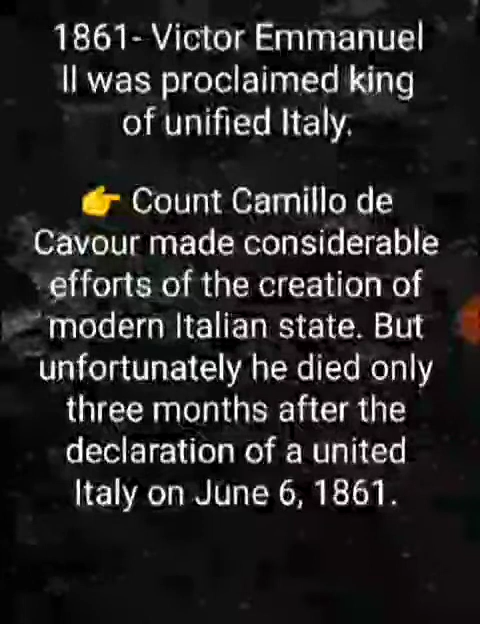 1861- Victor Emmanuel
II was proclaimed king
of unified Italy.
👉 Count Camillo de
Cavour made considerable
efforts of the creation of
modern Italian state. But
unfortunately he died only
three months after the
declaration of a united
Italy on June 6, 1861.